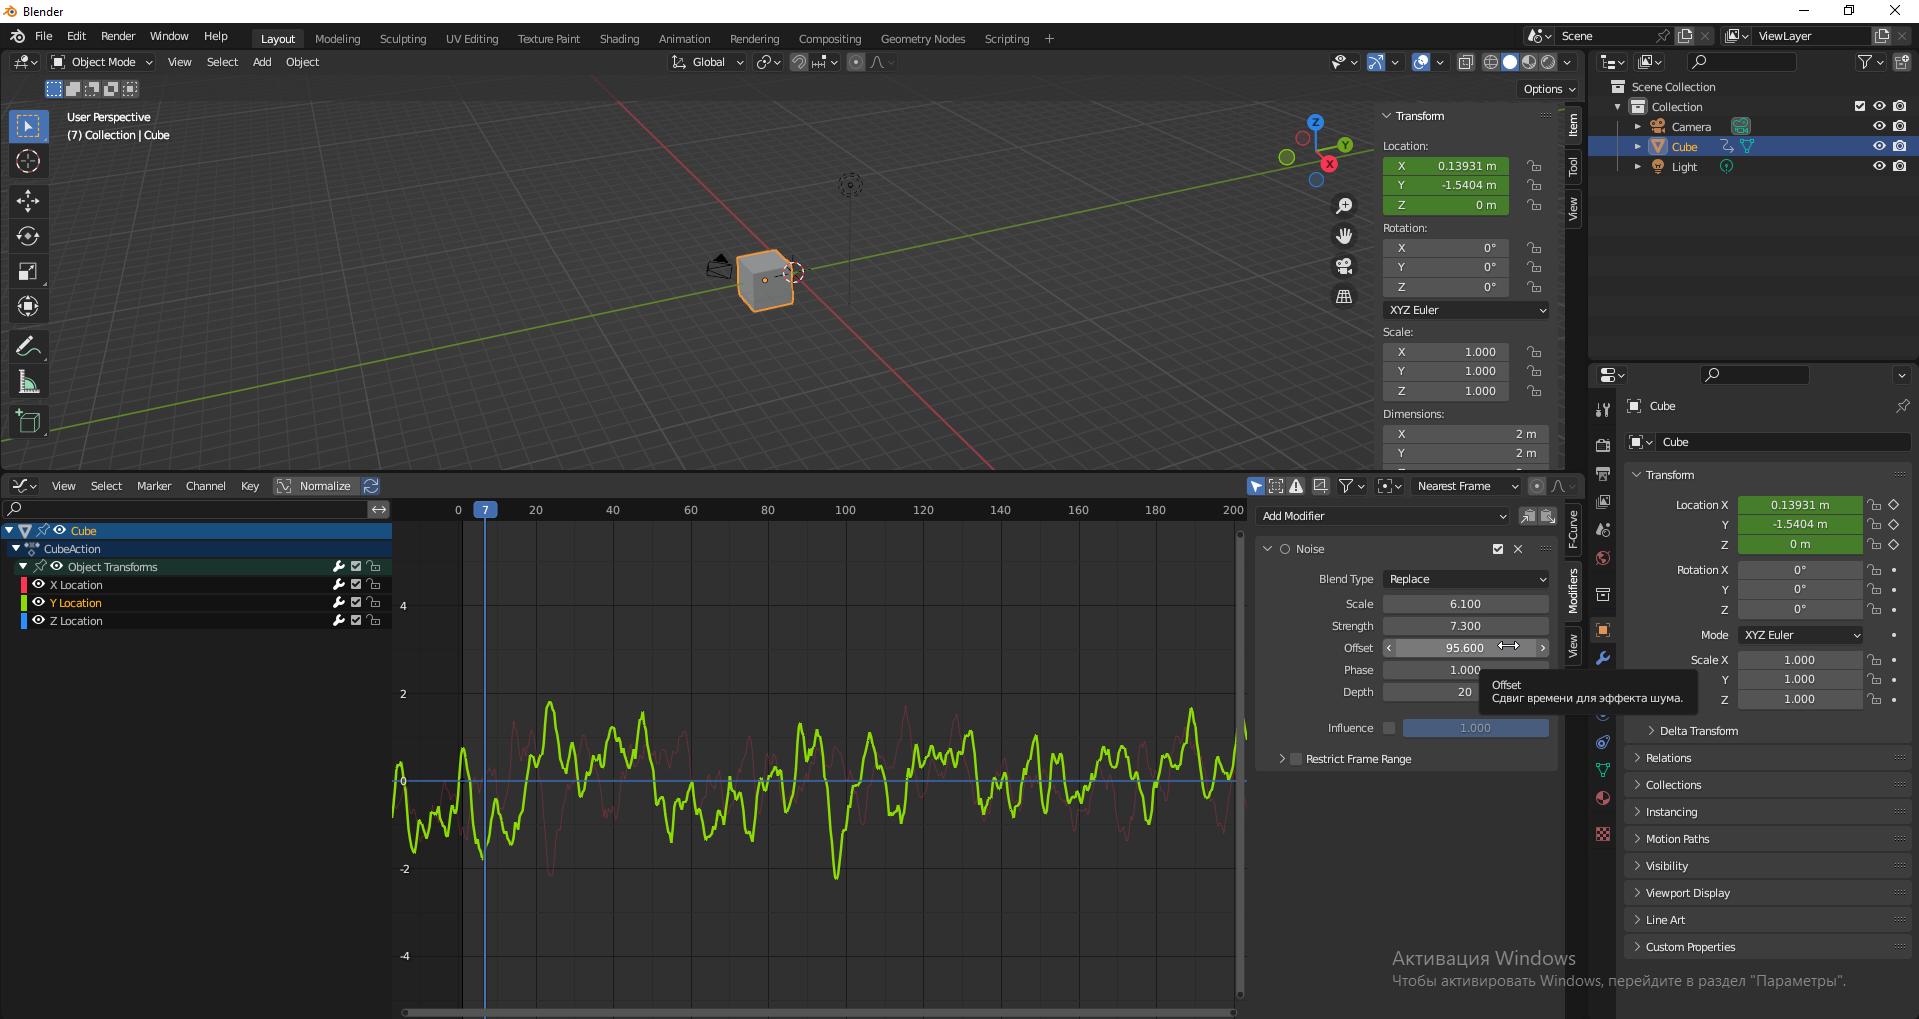 Blender
File Edit Render Window Help Layout Modeling Sculpting UV Editing Texture Paint Shading Animation Rendering Compositing Geometry Nodes Scripting + Scene ViewLayer
Object Mode View Select Add Object Global
Options
User Perspective
(7) Collection | Cube
Z
Y
X
Transform
Location:
X 0.13931 m
Y -1.5404 m
Z 0 m
Rotation:
X 0°
Y 0°
Z 0°
XYZ Euler
Scale:
X 1.000
Y 1.000
Z 1.000
Dimensions:
X 2 m
Y 2 m
Item
Tool
View
Scene Collection
Collection
Camera
Cube
Light
View Select Marker Channel Key Normalize Nearest Frame
0 7 20 40 60 80 100 120 140 160 180 200
Cube
CubeAction
Object Transforms
X Location
Y Location
Z Location
4
2
0
-2
-4
Add Modifier
Noise
Blend Type Replace
Scale 6.100
Strength 7.300
Offset 95.600
Phase 1.000
Depth 20
Influence 1.000
Restrict Frame Range
Offset
Сдвиг времени для эффекта шума.
F-Curve
Modifiers
View
Cube
Cube
Transform
Location X 0.13931 m
Y -1.5404 m
Z 0 m
Rotation X 0°
Y 0°
Z 0°
Mode XYZ Euler
Scale X 1.000
Y 1.000
Z 1.000
Delta Transform
Relations
Collections
Instancing
Motion Paths
Visibility
Viewport Display
Line Art
Custom Properties
Активация Windows
Чтобы активировать Windows, перейдите в раздел "Параметры".